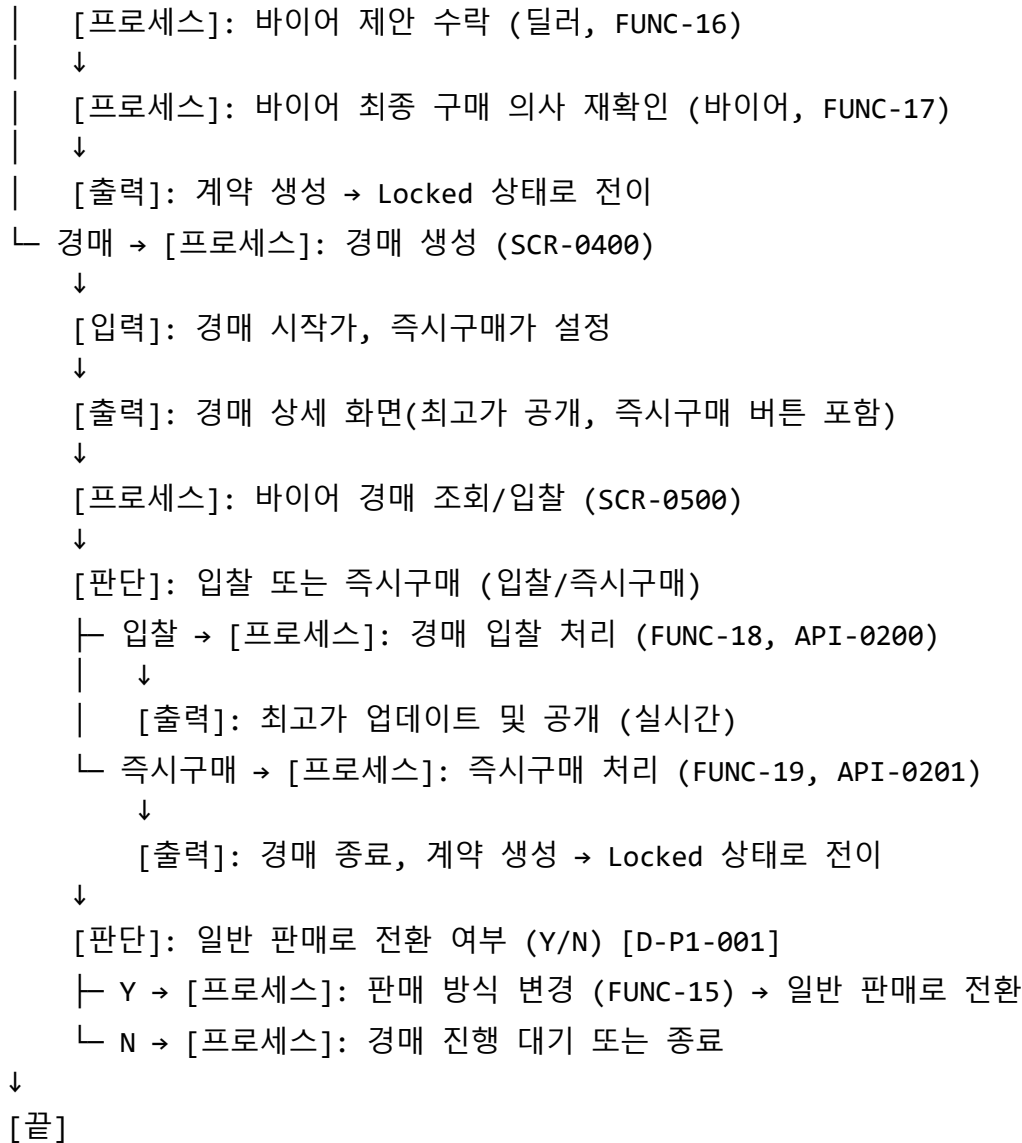 │   [프로세스]: 바이어 제안 수락 (딜러, FUNC-16)
│   ↓
│   [프로세스]: 바이어 최종 구매 의사 재확인 (바이어, FUNC-17)
│   ↓
│   [출력]: 계약 생성 → Locked 상태로 전이
└─ 경매 → [프로세스]: 경매 생성 (SCR-0400)
    ↓
    [입력]: 경매 시작가, 즉시구매가 설정
    ↓
    [출력]: 경매 상세 화면(최고가 공개, 즉시구매 버튼 포함)
    ↓
    [프로세스]: 바이어 경매 조회/입찰 (SCR-0500)
    ↓
    [판단]: 입찰 또는 즉시구매 (입찰/즉시구매)
    ├─ 입찰 → [프로세스]: 경매 입찰 처리 (FUNC-18, API-0200)
    │   ↓
    │   [출력]: 최고가 업데이트 및 공개 (실시간)
    └─ 즉시구매 → [프로세스]: 즉시구매 처리 (FUNC-19, API-0201)
        ↓
        [출력]: 경매 종료, 계약 생성 → Locked 상태로 전이
    ↓
    [판단]: 일반 판매로 전환 여부 (Y/N) [D-P1-001]
    ├─ Y → [프로세스]: 판매 방식 변경 (FUNC-15) → 일반 판매로 전환
    └─ N → [프로세스]: 경매 진행 대기 또는 종료
↓
[끝]